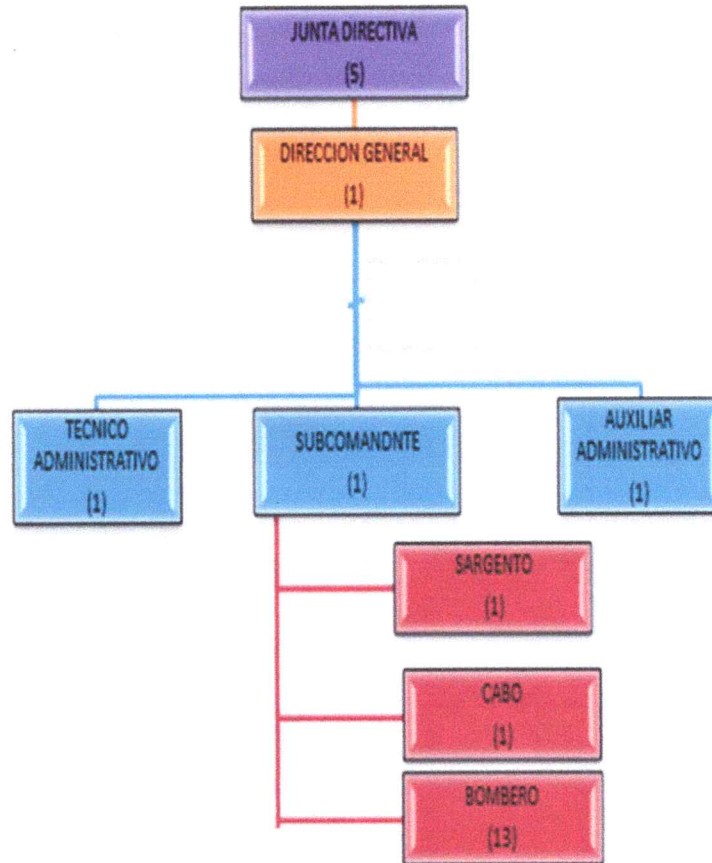 JUNTA DIRECTIVA
(5)
DIRECCION GENERAL
(1)
TECNICO
ADMINISTRATIVO
(1)
SUBCOMANDNTE
(1)
AUXILIAR
ADMINISTRATIVO
(1)
SARGENTO
(1)
CABO
(1)
BOMBERO
(13)